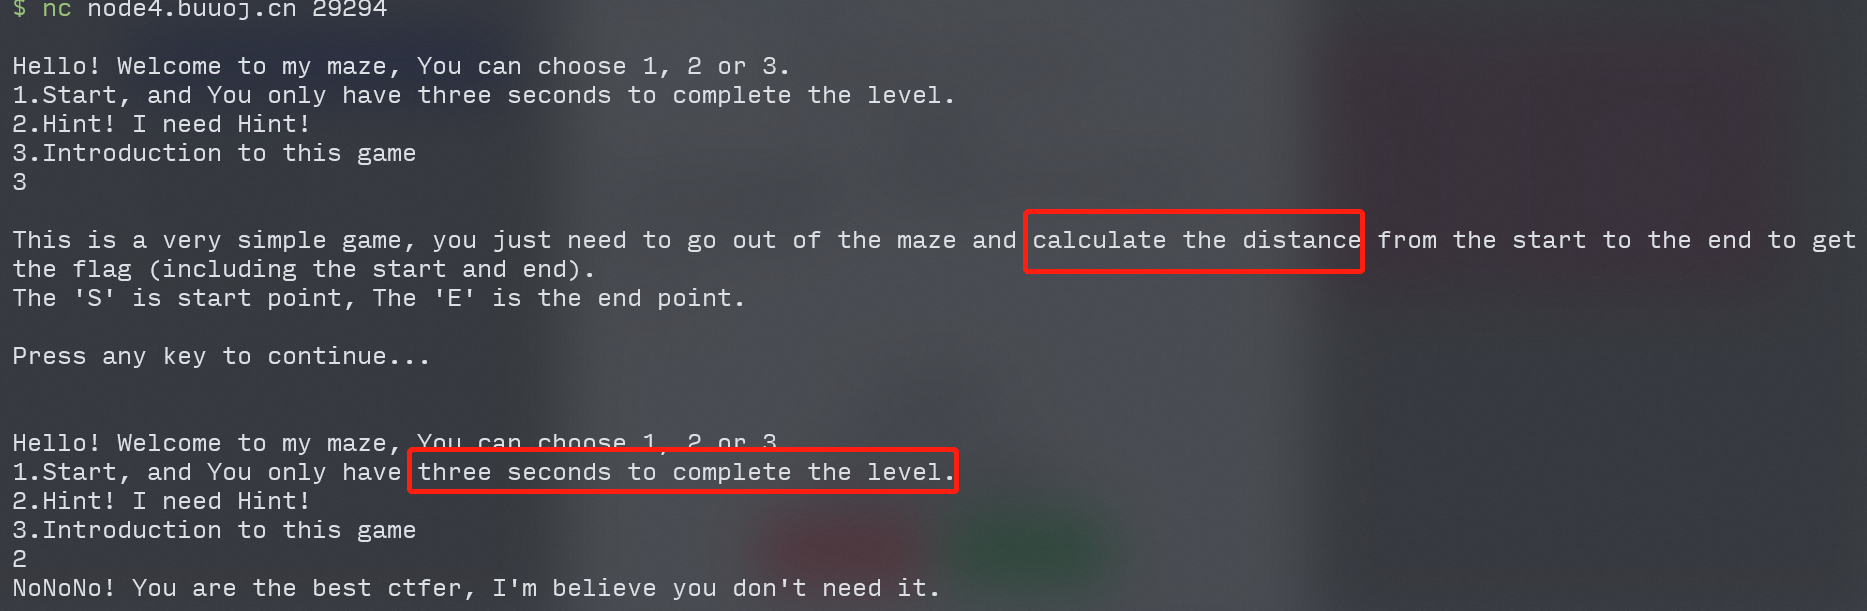 $ nc node4.buuoj.cn 29294
Hello! Welcome to my maze, You can choose 1, 2 or 3.
1.Start, and You only have three seconds to complete the level.
2.Hint! I need Hint!
3.Introduction to this game
3
This is a very simple game, you just need to go out of the maze and calculate the distance from the start to the end to get
the flag (including the start and end).
The 'S' is start point, The 'E' is the end point.
Press any key to continue...
Hello! Welcome to my maze, You can choose 1, 2 or 3.
1.Start, and You only have three seconds to complete the level.
2.Hint! I need Hint!
3.Introduction to this game
2
NoNoNo! You are the best ctfer, I'm believe you don't need it.